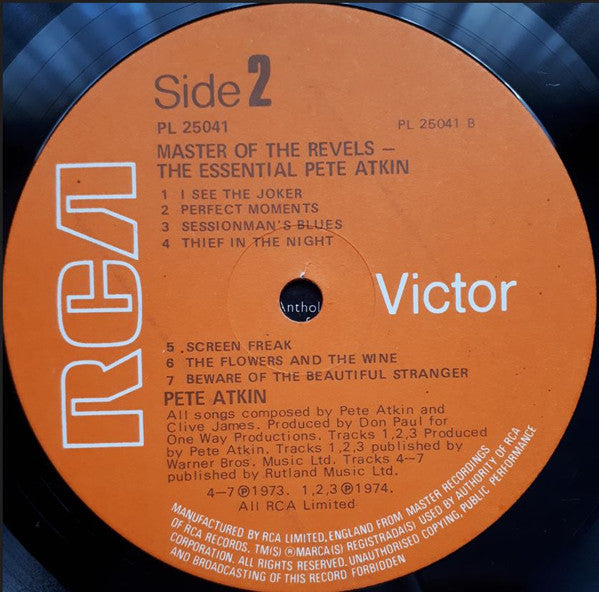 Side 2
PL 25041
PL 25041 B
MASTER OF THE REVELS –
THE ESSENTIAL PETE ATKIN
1 I SEE THE JOKER
2 PERFECT MOMENTS
3 SESSIONMAN'S BLUES
4 THIEF IN THE NIGHT
RCA
Victor
Anthol
5 .SCREEN FREAK
6 THE FLOWERS AND THE WINE
7 BEWARE OF THE BEAUTIFUL STRANGER
PETE ATKIN
All songs composed by Pete Atkin and
Clive James. Produced by Don Paul for
One Way Productions. Tracks 1,2,3 Produced
by Pete Atkin. Tracks 1,2,3 published by
Warner Bros. Music Ltd. Tracks 4–7
published by Rutland Music Ltd.
4–7 Ⓟ1973. 1,2,3 Ⓟ1974.
All RCA Limited
MANUFACTURED BY RCA LIMITED, ENGLAND FROM MASTER RECORDINGS
OF RCA RECORDS, TM(S) ® MARCA(S) REGISTRADA(S) USED BY AUTHORITY OF RCA
CORPORATION. ALL RIGHTS RESERVED. UNAUTHORISED COPYING, PUBLIC PERFORMANCE
AND BROADCASTING OF THIS RECORD FORBIDDEN